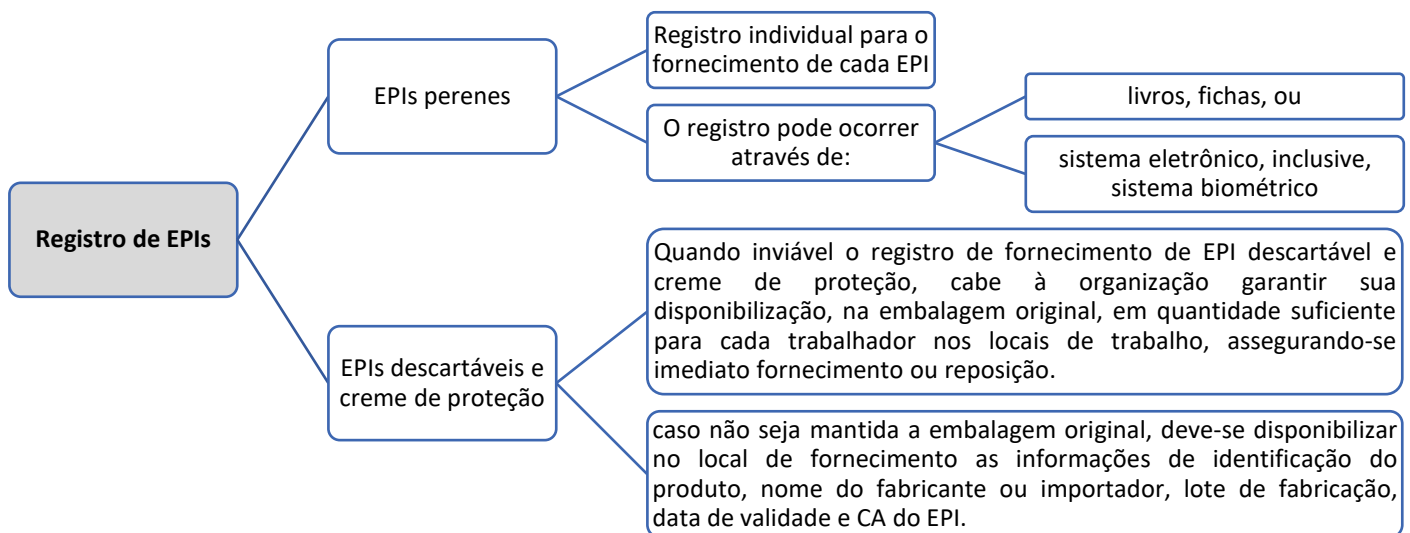 Registro de EPIs
EPIs perenes
Registro individual para o
fornecimento de cada EPI
O registro pode ocorrer
através de:
livros, fichas, ou
sistema eletrônico, inclusive,
sistema biométrico
EPIs descartáveis e
creme de proteção
Quando inviável o registro de fornecimento de EPI descartável e
creme de proteção, cabe à organização garantir sua
disponibilização, na embalagem original, em quantidade suficiente
para cada trabalhador nos locais de trabalho, assegurando-se
imediato fornecimento ou reposição.
caso não seja mantida a embalagem original, deve-se disponibilizar
no local de fornecimento as informações de identificação do
produto, nome do fabricante ou importador, lote de fabricação,
data de validade e CA do EPI.